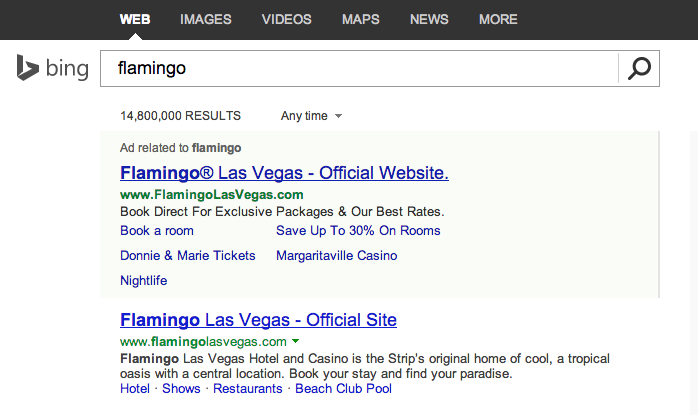 WEB IMAGES VIDEOS MAPS NEWS MORE
bing flamingo
14,800,000 RESULTS Any time
Ad related to flamingo
Flamingo® Las Vegas - Official Website.
www.FlamingoLasVegas.com
Book Direct For Exclusive Packages & Our Best Rates.
Book a room Save Up To 30% On Rooms
Donnie & Marie Tickets Margaritaville Casino
Nightlife
Flamingo Las Vegas - Official Site
www.flamingolasvegas.com
Flamingo Las Vegas Hotel and Casino is the Strip's original home of cool, a tropical
oasis with a central location. Book your stay and find your paradise.
Hotel · Shows · Restaurants · Beach Club Pool